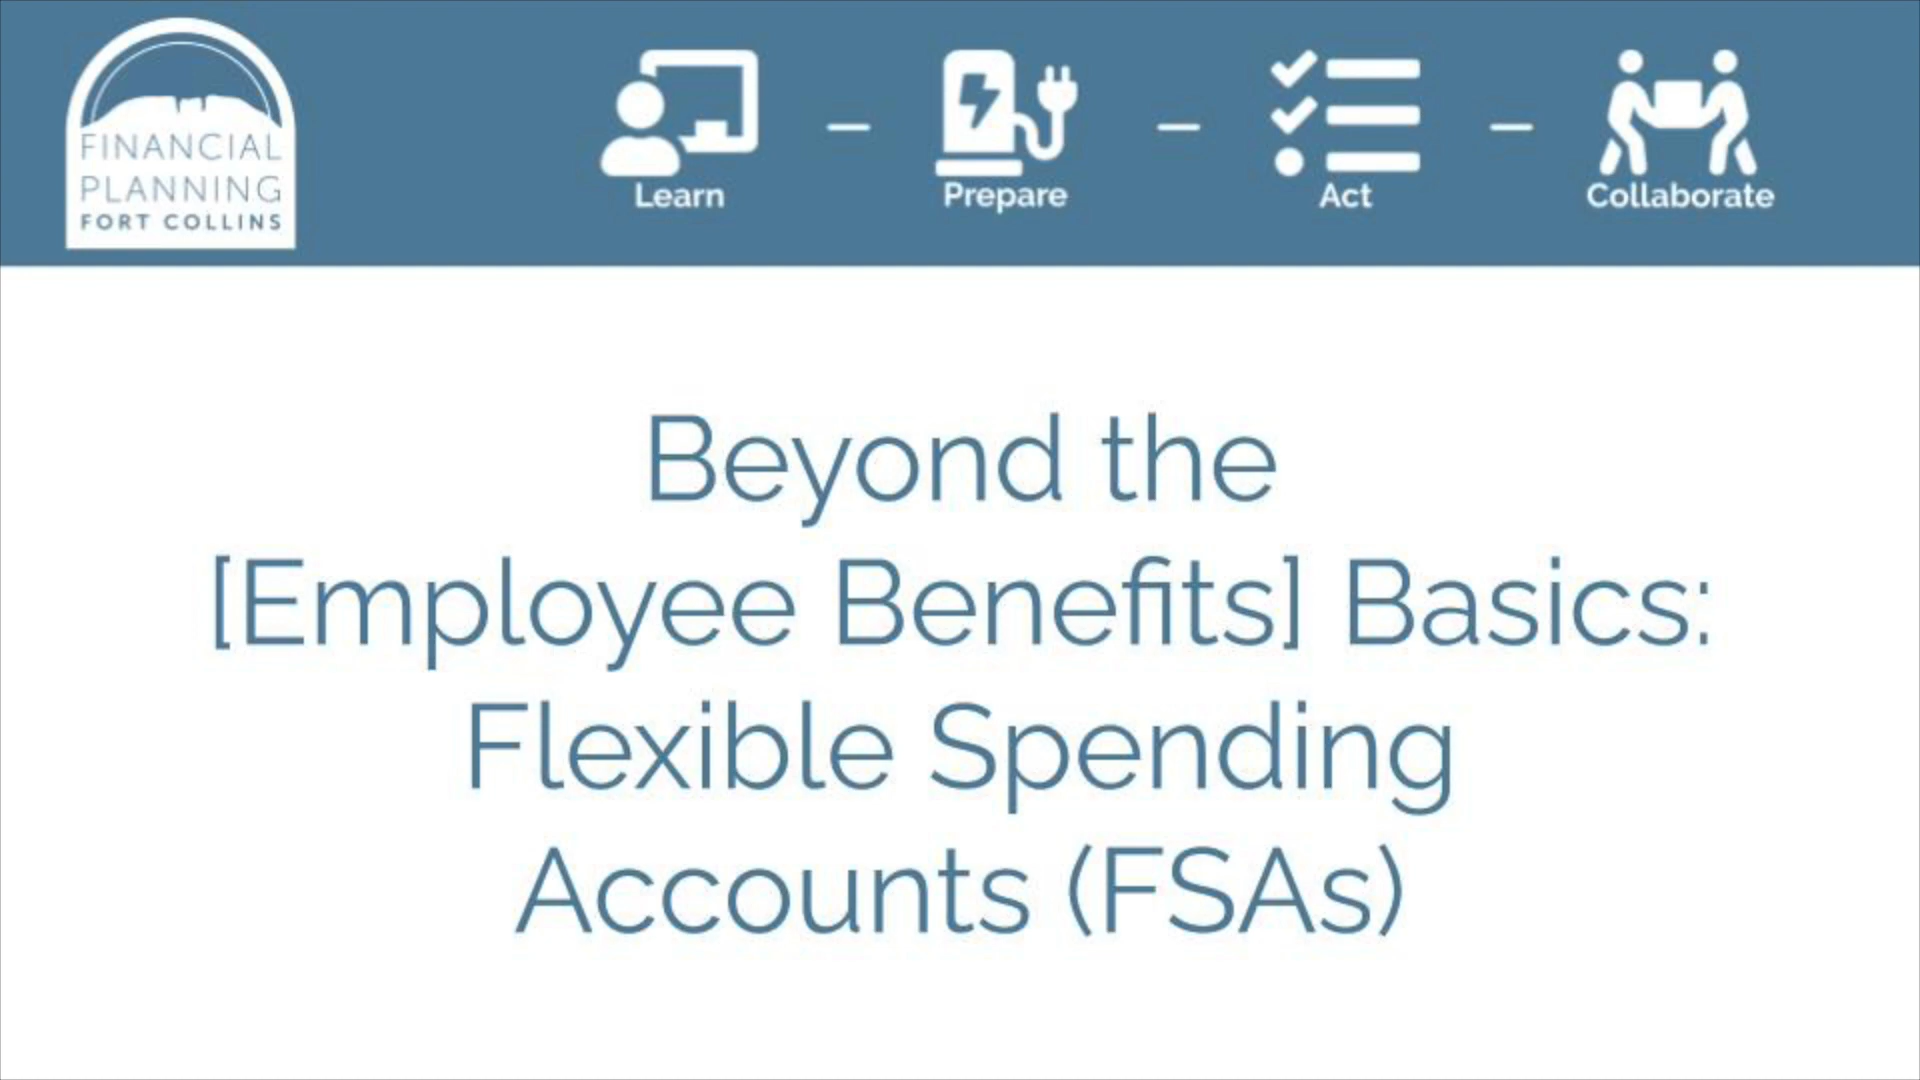 FINANCIAL
PLANNING
FORT COLLINS
Learn
Prepare
Act
Collaborate
Beyond the
[Employee Benefits] Basics:
Flexible Spending
Accounts (FSAs)